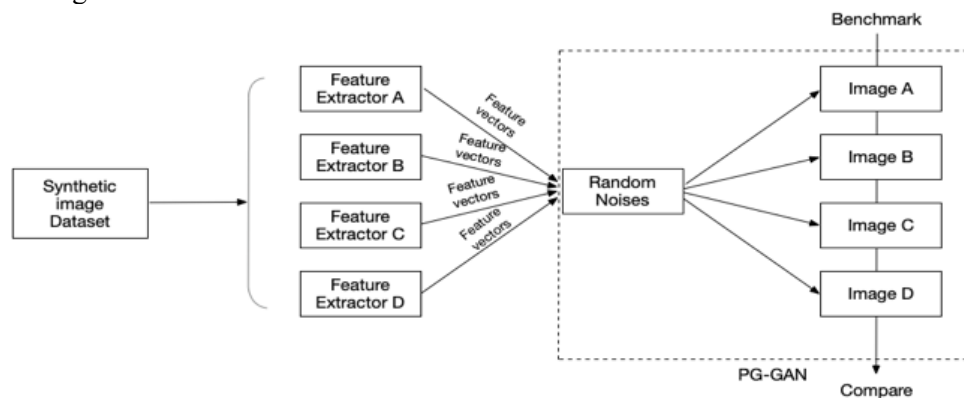 Benchmark
Synthetic
image
Dataset
Feature
Extractor A
Feature
Extractor B
Feature
Extractor C
Feature
Extractor D
Feature
vectors
Feature
vectors
Feature
vectors
Feature
vectors
Random
Noises
Image A
Image B
Image C
Image D
PG-GAN
Compare